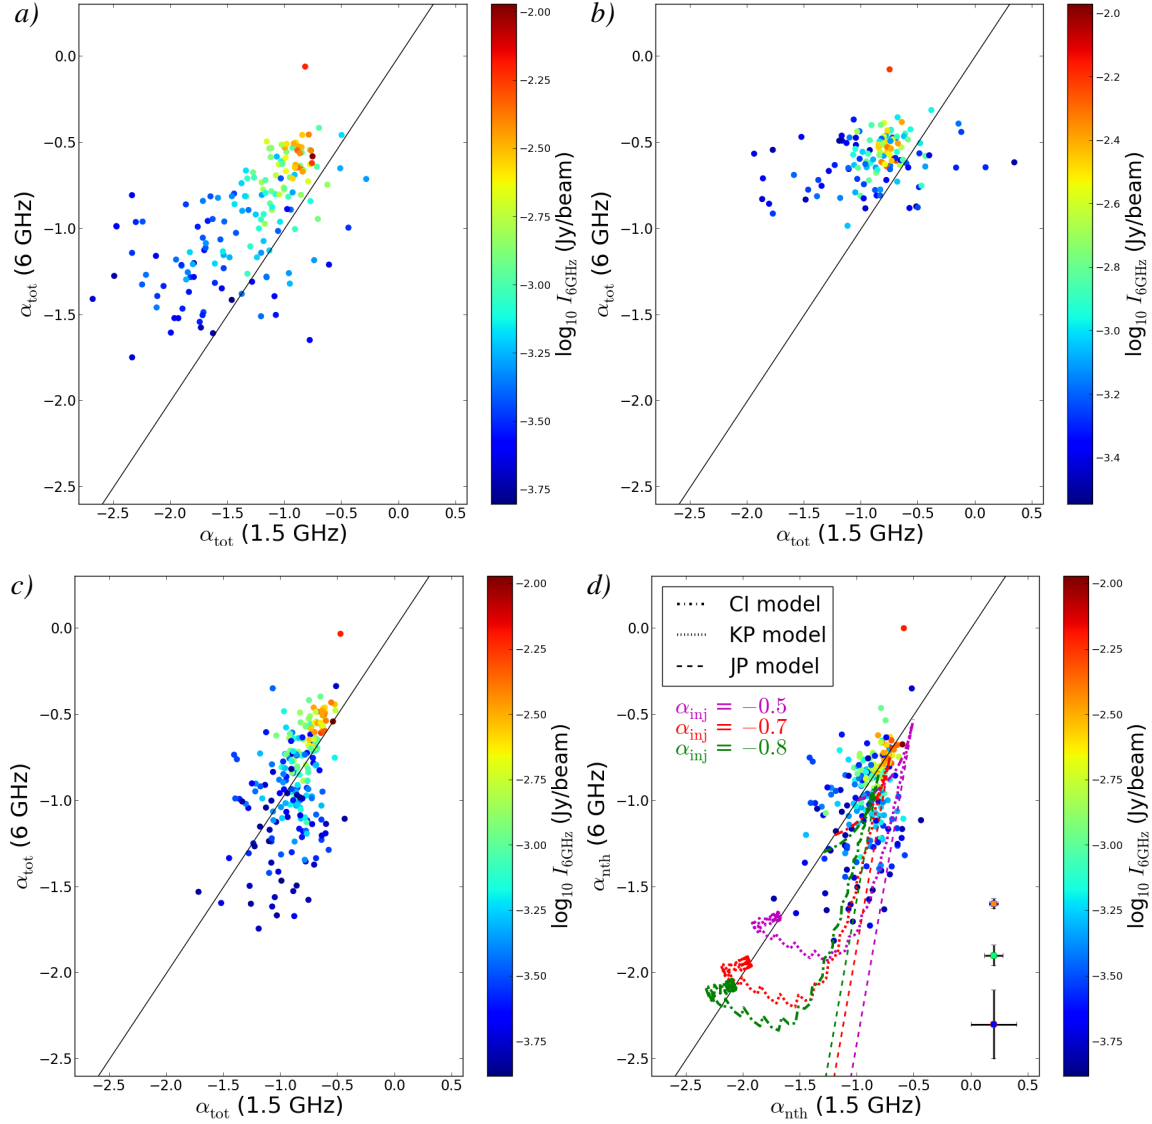 a)
0.0
−0.5
−1.0
−1.5
−2.0
−2.5
α_tot (6 GHz)
−2.5 −2.0 −1.5 −1.0 −0.5 0.0 0.5
α_tot (1.5 GHz)
−2.00
−2.25
−2.50
−2.75
−3.00
−3.25
−3.50
−3.75
log₁₀ I_6GHz (Jy/beam)
b)
0.0
−0.5
−1.0
−1.5
−2.0
−2.5
α_tot (6 GHz)
−2.5 −2.0 −1.5 −1.0 −0.5 0.0 0.5
α_tot (1.5 GHz)
−2.0
−2.2
−2.4
−2.6
−2.8
−3.0
−3.2
−3.4
log₁₀ I_6GHz (Jy/beam)
c)
0.0
−0.5
−1.0
−1.5
−2.0
−2.5
α_tot (6 GHz)
−2.5 −2.0 −1.5 −1.0 −0.5 0.0 0.5
α_tot (1.5 GHz)
−2.00
−2.25
−2.50
−2.75
−3.00
−3.25
−3.50
−3.75
log₁₀ I_6GHz (Jy/beam)
d)
CI model
KP model
JP model
α_inj = −0.5
α_inj = −0.7
α_inj = −0.8
0.0
−0.5
−1.0
−1.5
−2.0
−2.5
α_nth (6 GHz)
−2.5 −2.0 −1.5 −1.0 −0.5 0.0 0.5
α_nth (1.5 GHz)
−2.00
−2.25
−2.50
−2.75
−3.00
−3.25
−3.50
−3.75
log₁₀ I_6GHz (Jy/beam)